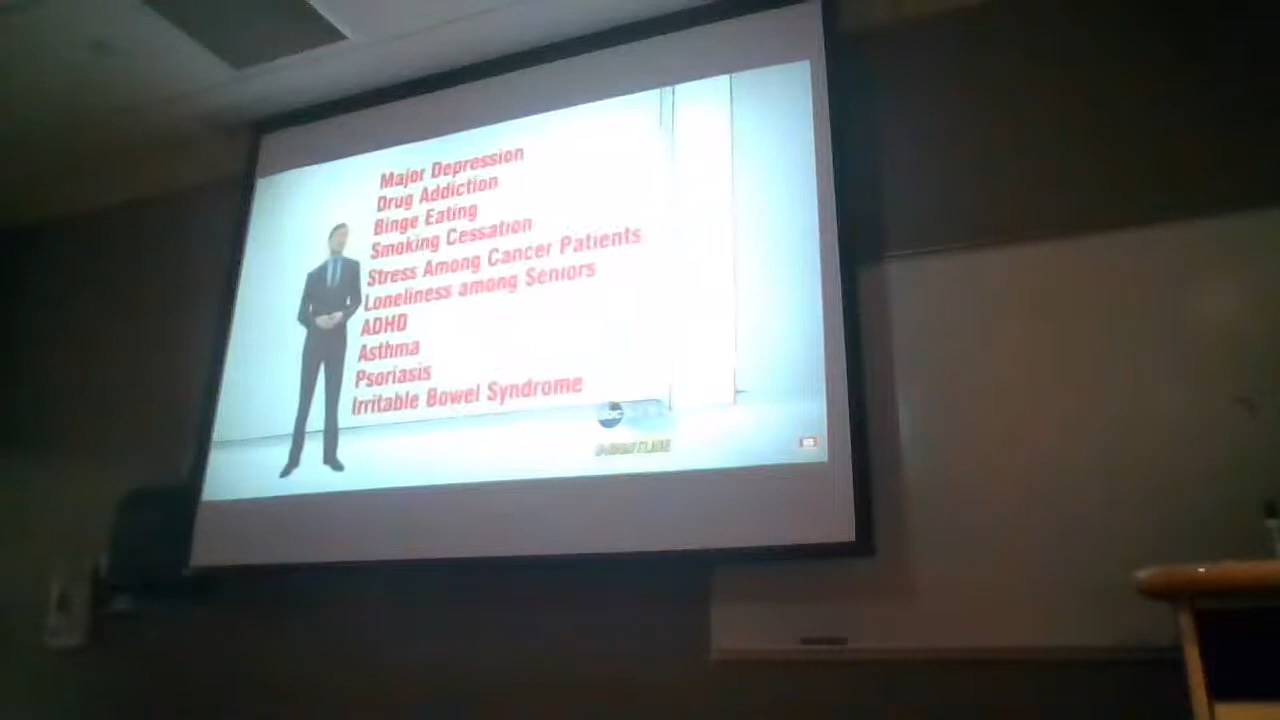 Major Depression
Drug Addiction
Binge Eating
Smoking Cessation
Stress Among Cancer Patients
Loneliness among Seniors
ADHD
Asthma
Psoriasis
Irritable Bowel Syndrome
abc